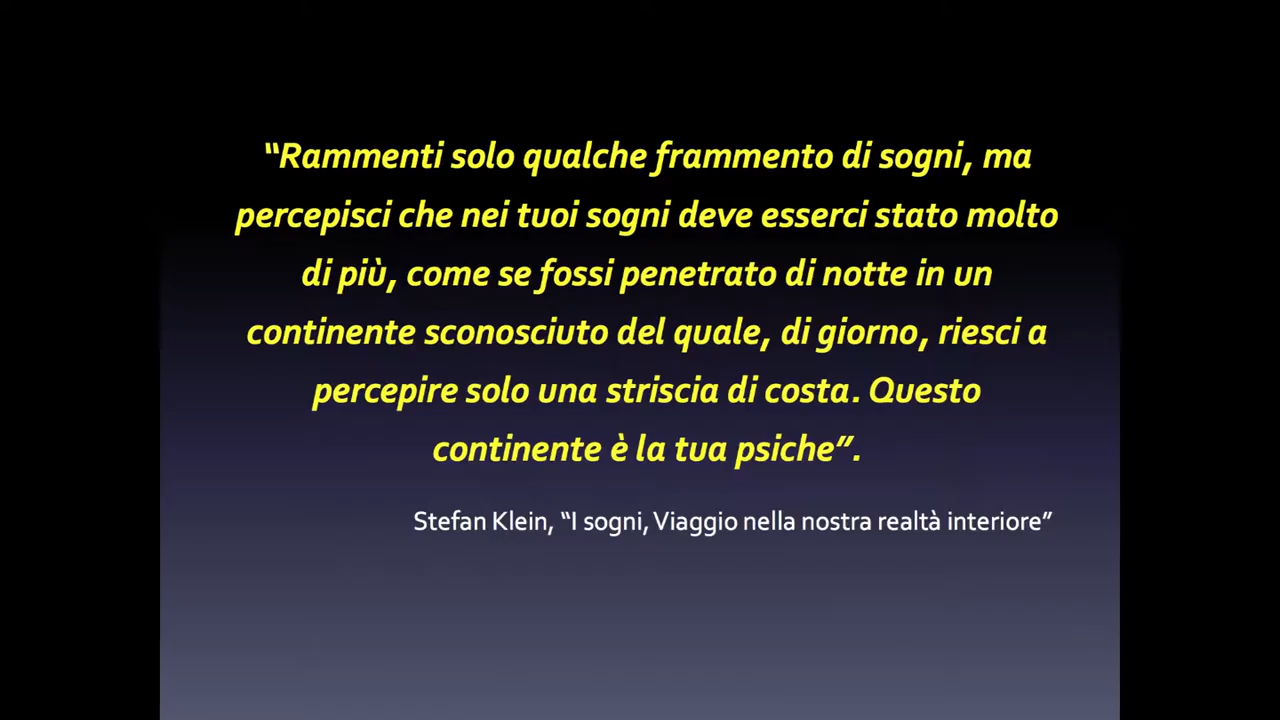 “Rammenti solo qualche frammento di sogni, ma
percepisci che nei tuoi sogni deve esserci stato molto
di più, come se fossi penetrato di notte in un
continente sconosciuto del quale, di giorno, riesci a
percepire solo una striscia di costa. Questo
continente è la tua psiche”.
Stefan Klein, “I sogni, Viaggio nella nostra realtà interiore”